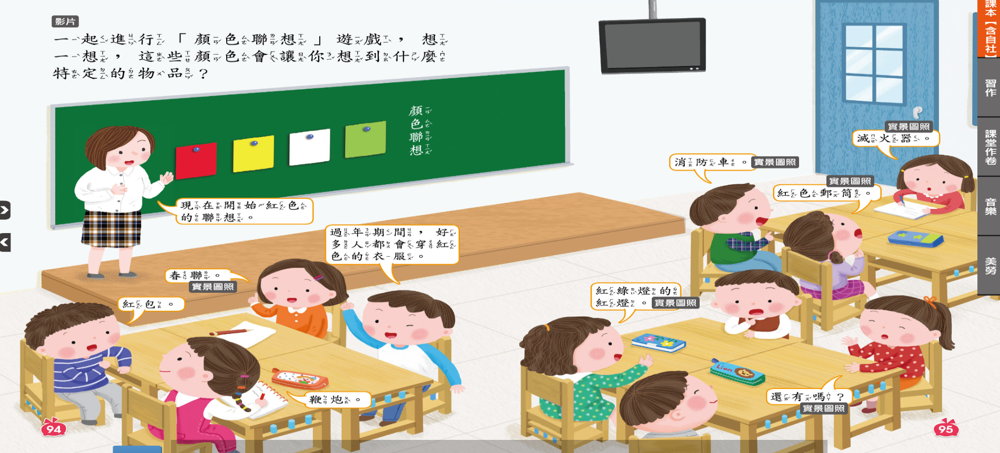 影片
一起進行「顏色聯想」遊戲，想
一想，這些顏色會讓你想到什麼
特定的物品？
顏色聯想
現在開始紅色
的聯想。
過年期間，好
多人都會穿紅
色的衣服。
春聯。
實景圖照
紅包。
鞭炮。
94
滅火器。
實景圖照
消防車。
實景圖照
紅色郵筒。
實景圖照
紅綠燈的
紅燈。
實景圖照
Lion
還有嗎？
實景圖照
95
課本【含自社】
習作
課堂作卷
音樂
美勞